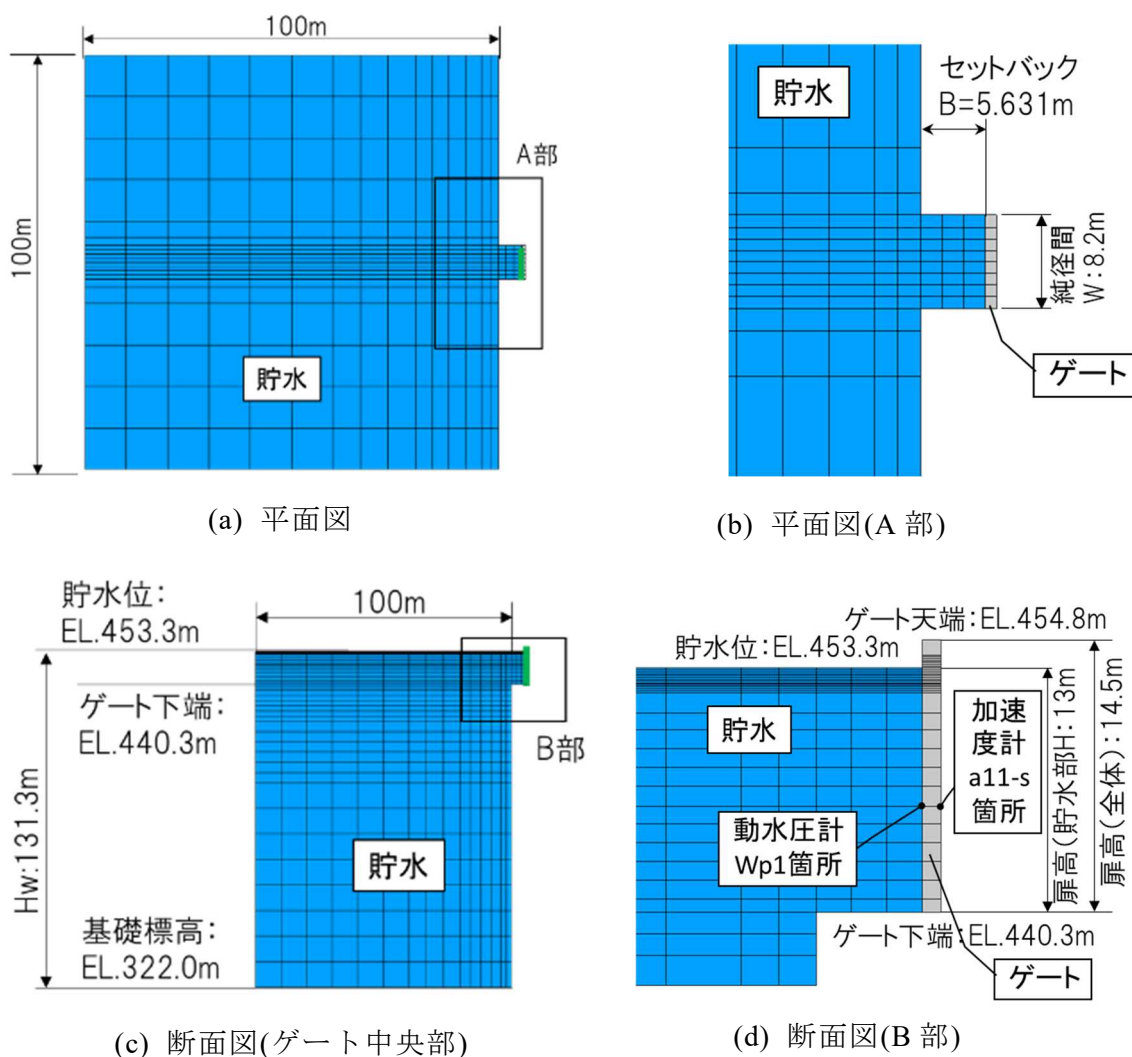 100m
100m
A部
貯水
(a) 平面図
貯水
セットバック
B=5.631m
純径間
W:8.2m
ゲート
(b) 平面図(A 部)
貯水位:
EL.453.3m
100m
ゲート下端:
EL.440.3m
B部
Hw:131.3m
貯水
基礎標高:
EL.322.0m
(c) 断面図(ゲート中央部)
ゲート天端:EL.454.8m
貯水位:EL.453.3m
貯水
加速
度計
a11-s
箇所
動水圧計
Wp1箇所
扉高(貯水部H:13m
扉高(全体):14.5m
ゲート下端:EL.440.3m
ゲート
(d) 断面図(B 部)